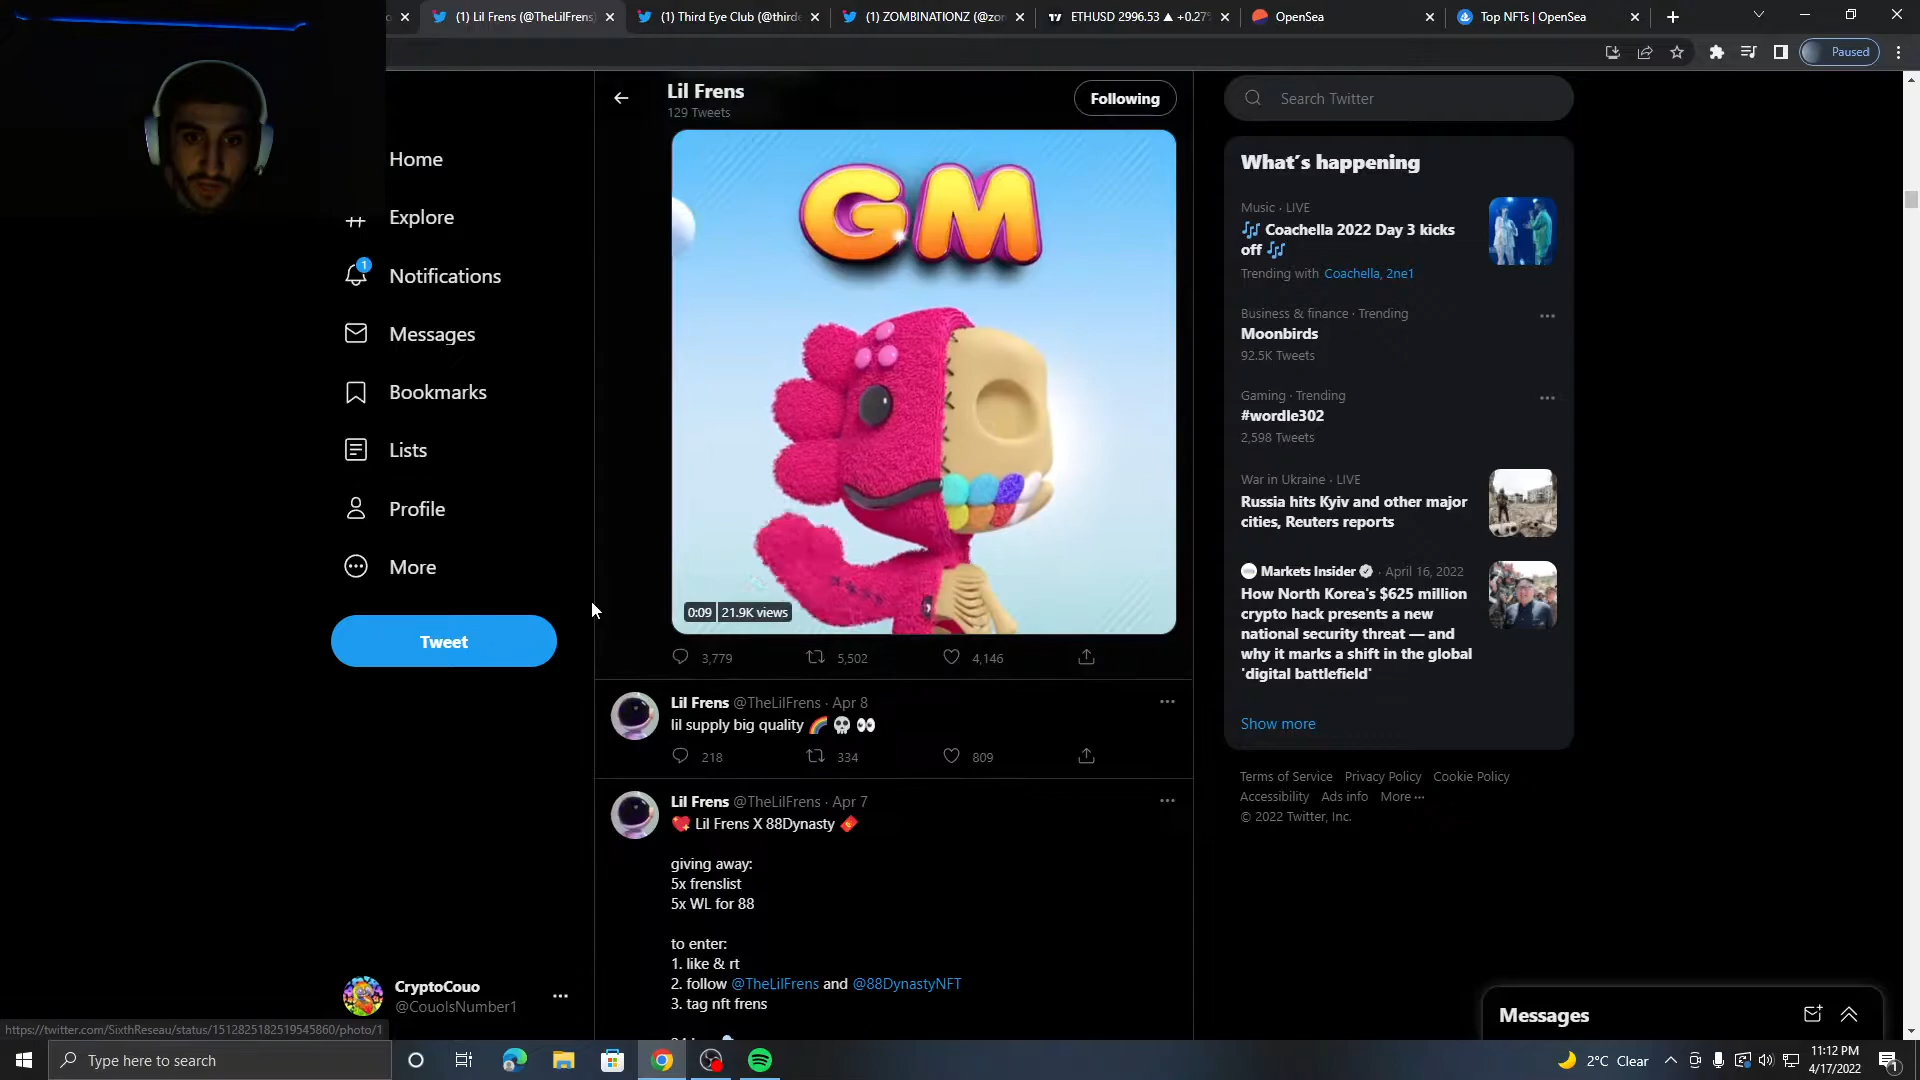 (1) Lil Frens (@TheLilFrens
(1) Third Eye Club (@third
(1) ZOMBINATIONZ (@zor
ETHUSD 2996.53 ▲ +0.27
OpenSea
Top NFTs | OpenSea
Paused
Lil Frens
129 Tweets
Following
Search Twitter
Home
Explore
Notifications
1
Messages
Bookmarks
Lists
Profile
More
Tweet
GM
0:09 21.9K views
3,779 5,502 4,146
Lil Frens @TheLilFrens · Apr 8
lil supply big quality 🌈 💀 👀
218 334 809
Lil Frens @TheLilFrens · Apr 7
💖 Lil Frens X 88Dynasty 🧧
giving away:
5x frenslist
5x WL for 88
to enter:
1. like & rt
2. follow @TheLilFrens and @88DynastyNFT
3. tag nft frens
What's happening
Music · LIVE
🎶 Coachella 2022 Day 3 kicks
off 🎶
Trending with Coachella, 2ne1
Business & finance · Trending
Moonbirds
92.5K Tweets
Gaming · Trending
#wordle302
2,598 Tweets
War in Ukraine · LIVE
Russia hits Kyiv and other major
cities, Reuters reports
Markets Insider · April 16, 2022
How North Korea's $625 million
crypto hack presents a new
national security threat — and
why it marks a shift in the global
'digital battlefield'
Show more
Terms of Service Privacy Policy Cookie Policy
Accessibility Ads info More ···
© 2022 Twitter, Inc.
CryptoCouo
@CouoIsNumber1
Messages
https://twitter.com/SixthReseau/status/1512825182519545860/photo/1
Type here to search
2°C Clear
11:12 PM
4/17/2022
1